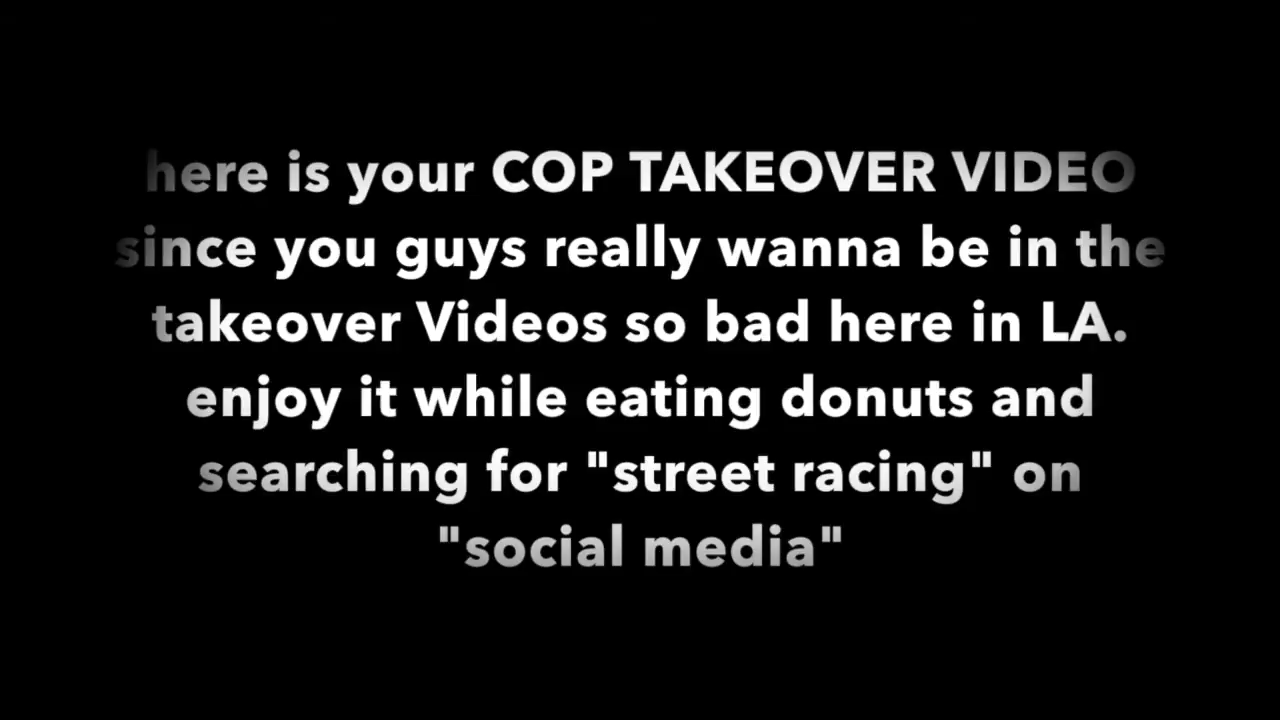 here is your COP TAKEOVER VIDEO
since you guys really wanna be in the
takeover Videos so bad here in LA.
enjoy it while eating donuts and
searching for "street racing" on
"social media"